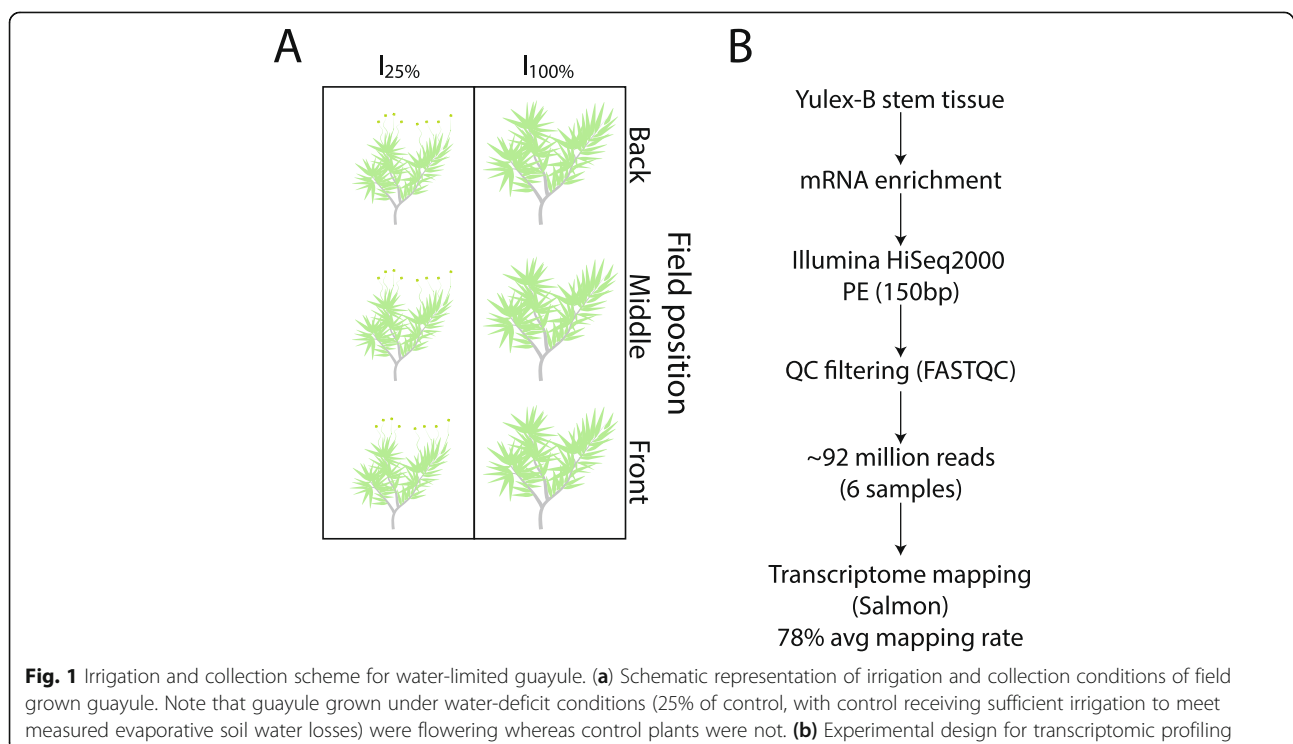 A
I25%
I100%
Back
Middle
Front
Field position
B
Yulex-B stem tissue
mRNA enrichment
Illumina HiSeq2000
PE (150bp)
QC filtering (FASTQC)
~92 million reads
(6 samples)
Transcriptome mapping
(Salmon)
78% avg mapping rate
Fig. 1 Irrigation and collection scheme for water-limited guayule. (a) Schematic representation of irrigation and collection conditions of field
grown guayule. Note that guayule grown under water-deficit conditions (25% of control, with control receiving sufficient irrigation to meet
measured evaporative soil water losses) were flowering whereas control plants were not. (b) Experimental design for transcriptomic profiling